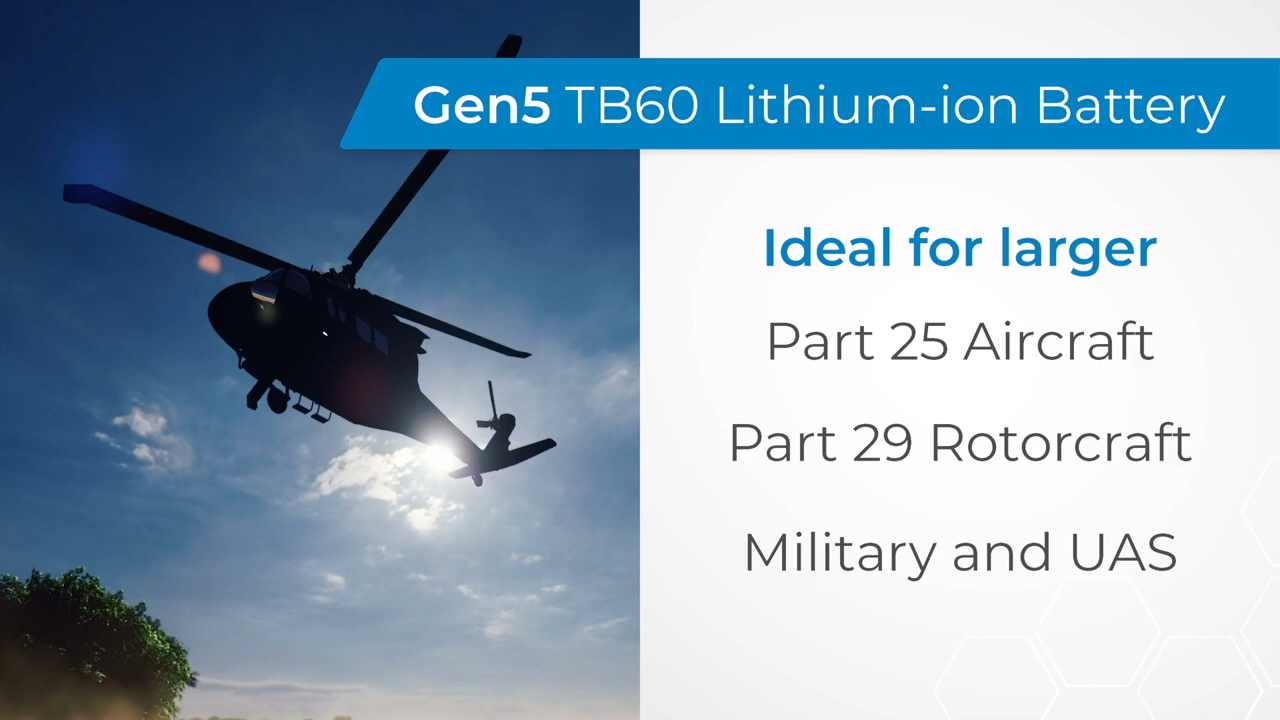 Gen5 TB60 Lithium-ion Battery
Ideal for larger
Part 25 Aircraft
Part 29 Rotorcraft
Military and UAS